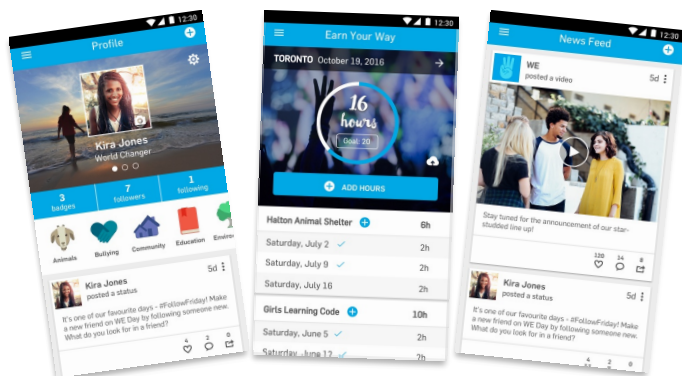 12:30
Profile
Kira Jones
World Changer
3
badges
7
followers
1
following
Animals
Bullying
Community
Education
Environ
Kira Jones
posted a status
5d
It's one of our favourite days - #FollowFriday! Make
a new friend on WE Day by following someone new.
What do you look for in a friend?
4
2
0
12:30
Earn Your Way
TORONTO October 19, 2016
16
hours
Goal: 20
ADD HOURS
Halton Animal Shelter
6h
Saturday, July 2
2h
Saturday, July 9
2h
Saturday, July 16
2h
Girls Learning Code
10h
Saturday, June 5
2h
Saturday, June 12
2h
12:30
News Feed
WE
posted a video
5d
Stay tuned for the announcement of our star-
studded line up!
120
34
8
Kira Jones
posted a status
5d
It's one of our favourite days - #FollowFriday! Make
a new friend on WE Day by following someone new.
What do you look for in a friend?